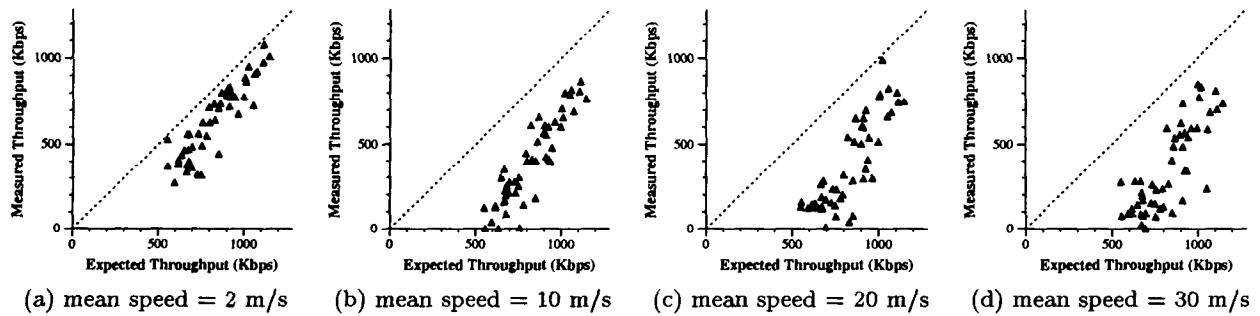 Measured Throughput (Kbps)
1000
500
0
0
500
1000
Expected Throughput (Kbps)
(a) mean speed = 2 m/s
Measured Throughput (Kbps)
1000
500
0
0
500
1000
Expected Throughput (Kbps)
(b) mean speed = 10 m/s
Measured Throughput (Kbps)
1000
500
0
0
500
1000
Expected Throughput (Kbps)
(c) mean speed = 20 m/s
Measured Throughput (Kbps)
1000
500
0
0
500
1000
Expected Throughput (Kbps)
(d) mean speed = 30 m/s